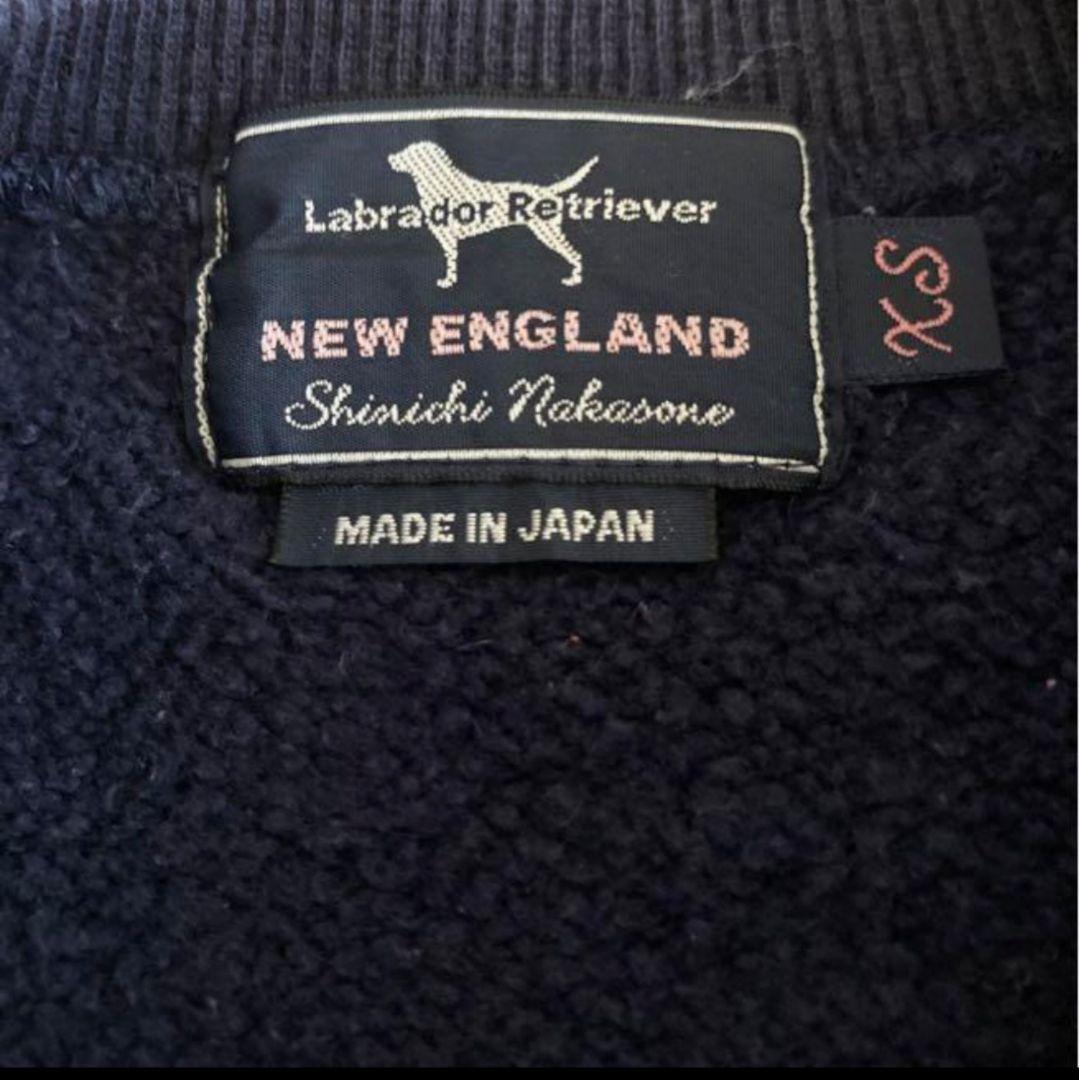 Labrador Retriever
NEW ENGLAND
Shinichi Nakasone
XS
MADE IN JAPAN